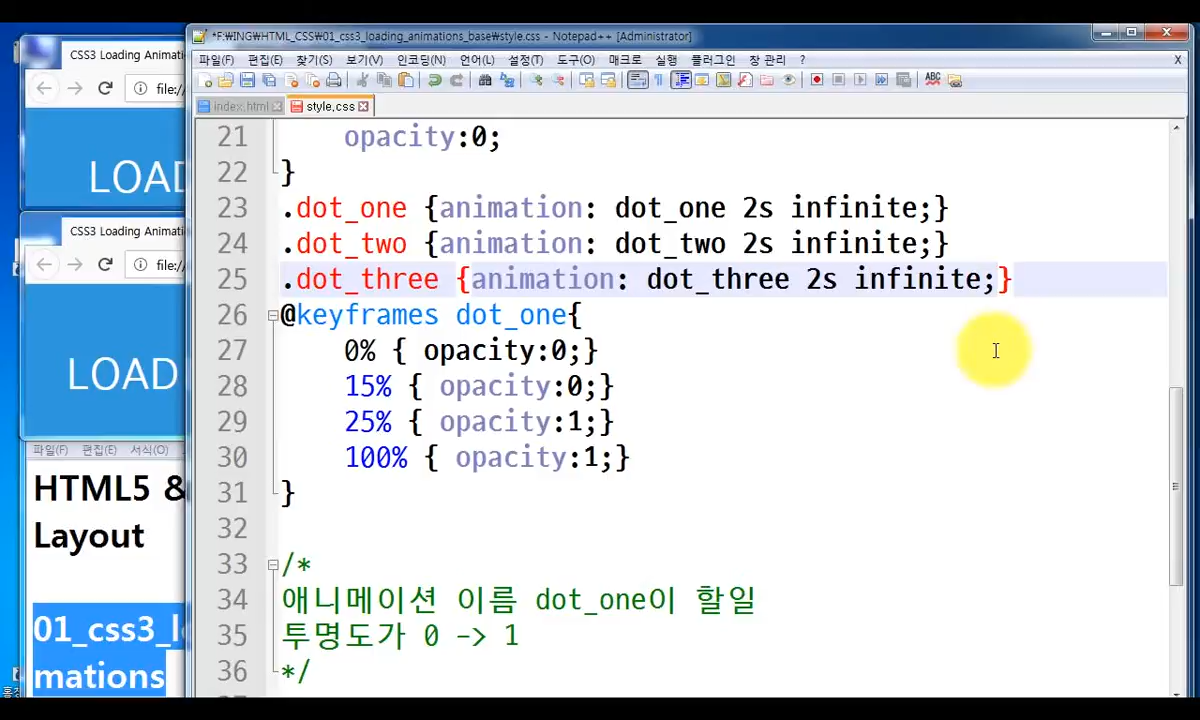 *F:₩ING₩HTML_CSS₩01_css3_loading_animations_base₩style.css - Notepad++ [Administrator]
파일(F) 편집(E) 찾기(S) 보기(V) 인코딩(N) 언어(L) 설정(T) 도구(O) 매크로 실행 플러그인 창 관리 ?
X
index.html style.css
CSS3 Loading Animati
file:/
LOAD
CSS3 Loading Animati
file:/
LOAD
파일(F) 편집(E) 서식(O)
HTML5 &
Layout
01_css3_l
mations
21 opacity:0;
22 }
23 .dot_one {animation: dot_one 2s infinite;}
24 .dot_two {animation: dot_two 2s infinite;}
25 .dot_three {animation: dot_three 2s infinite;}
26 @keyframes dot_one{
27 0% { opacity:0;}
28 15% { opacity:0;}
29 25% { opacity:1;}
30 100% { opacity:1;}
31 }
32
33 /*
34 애니메이션 이름 dot_one이 할일
35 투명도가 0 -> 1
36 */